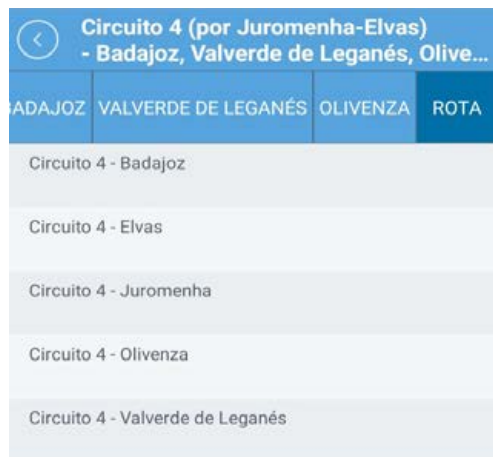 Circuito 4 (por Juromenha-Elvas)
- Badajoz, Valverde de Leganés, Olive...
ADAJOZ VALVERDE DE LEGANÉS OLIVENZA ROTA
Circuito 4 - Badajoz
Circuito 4 - Elvas
Circuito 4 - Juromenha
Circuito 4 - Olivenza
Circuito 4 - Valverde de Leganés